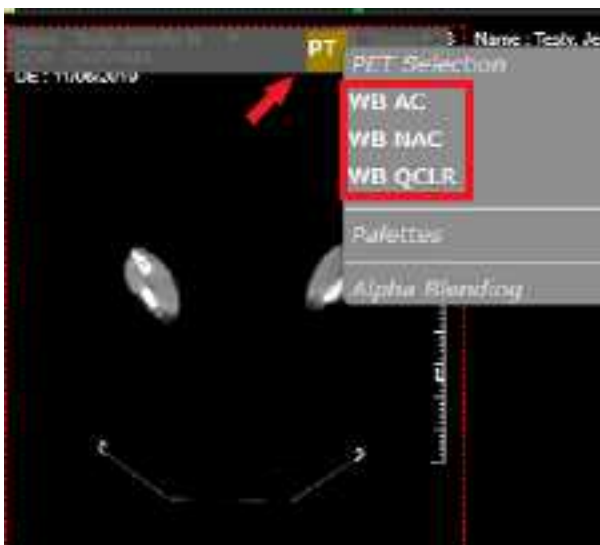 PT
Name : Testy, Je
PET Selection
DE : 11/06/2019
WB AC
WB NAC
WB QCLR
Palettes
Alpha Blending